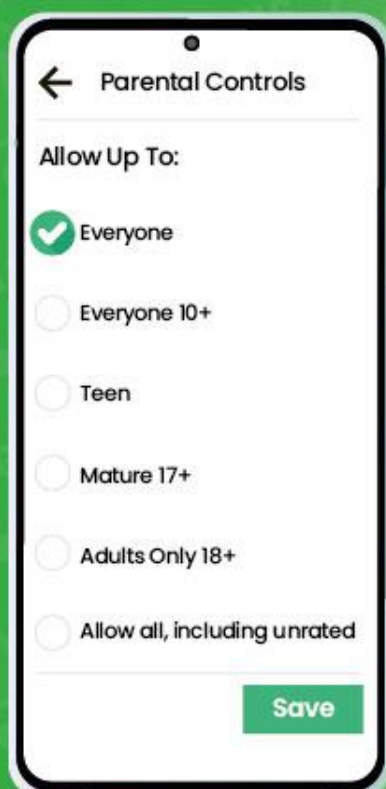 Parental Controls
Allow Up To:
Everyone
Everyone 10+
Teen
Mature 17+
Adults Only 18+
Allow all, including unrated
Save